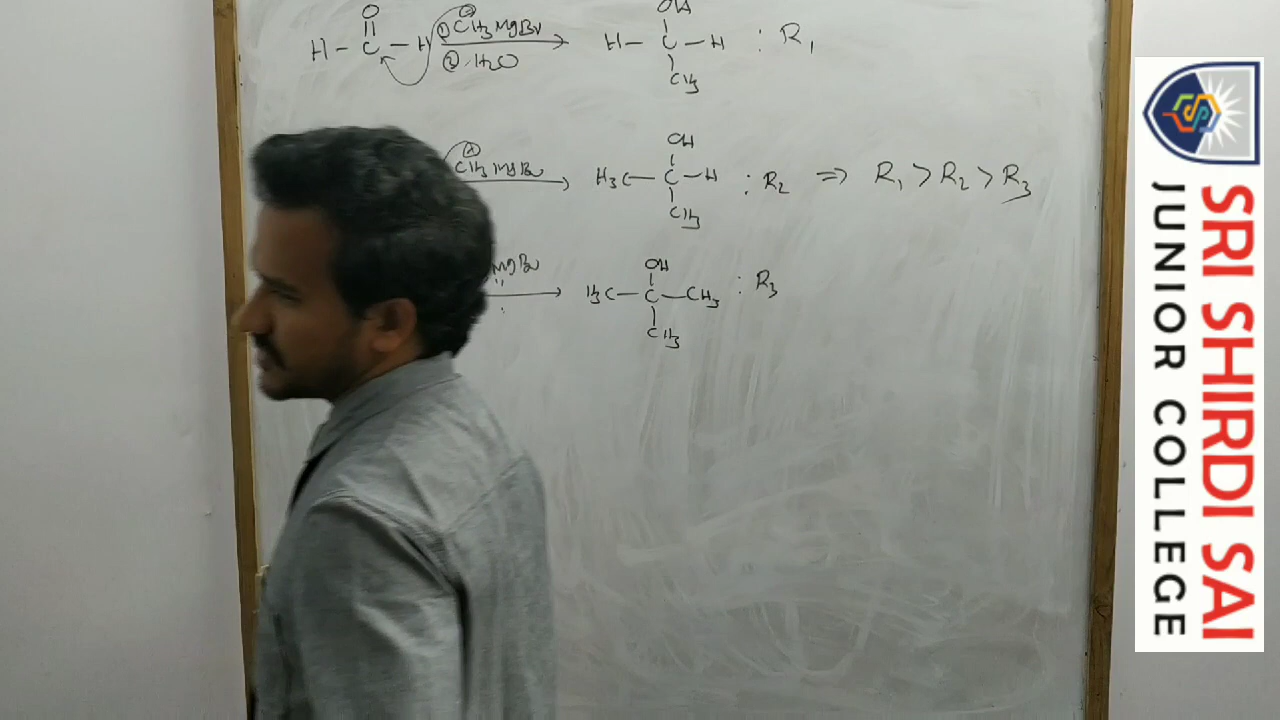 O OH
|| ① CH3MgBr |
H – C – H ② H2O H – C – H : R1
|
CH3
OH
|
CH3MgBr H3C – C – H : R2 ⇒ R1 > R2 > R3
|
CH3
OH
MgBr |
H3C – C – CH3 : R3
|
CH3
SRI SHIRDI SAI
JUNIOR COLLEGE